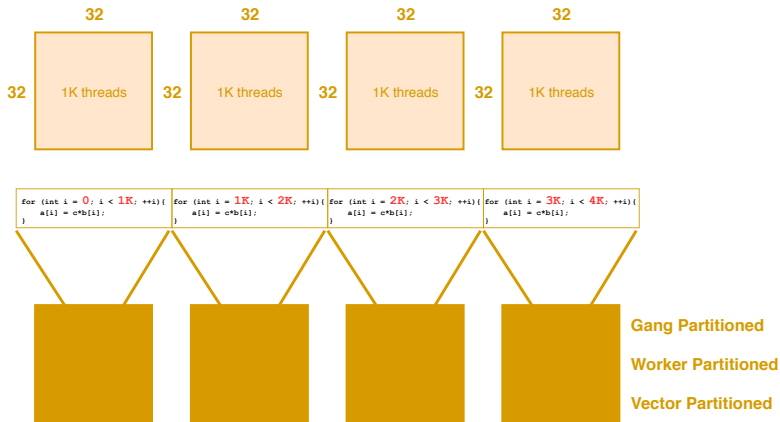 32 32 32 32
32 1K threads 32 1K threads 32 1K threads 32 1K threads
for (int i = 0; i < 1K; ++i){
a[i] = c*b[i];
}
for (int i = 1K; i < 2K; ++i){
a[i] = c*b[i];
}
for (int i = 2K; i < 3K; ++i){
a[i] = c*b[i];
}
for (int i = 3K; i < 4K; ++i){
a[i] = c*b[i];
}
Gang Partitioned
Worker Partitioned
Vector Partitioned